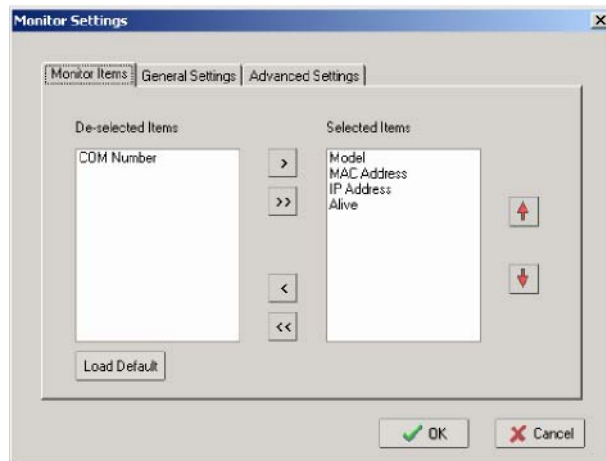 Monitor Settings
Monitor Items General Settings Advanced Settings
De-selected Items
Selected Items
COM Number
>
>>
<
<<
Model
MAC Address
IP Address
Alive
Load Default
OK
Cancel